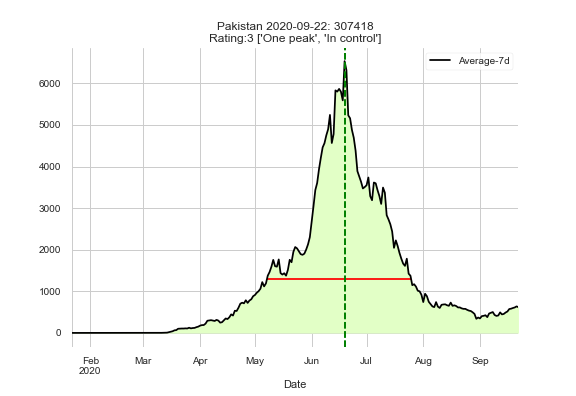 Pakistan 2020-09-22: 307418
Rating:3 ['One peak', 'In control']
Average-7d
6000
5000
4000
3000
2000
1000
0
Feb Mar Apr May Jun Jul Aug Sep
2020
Date